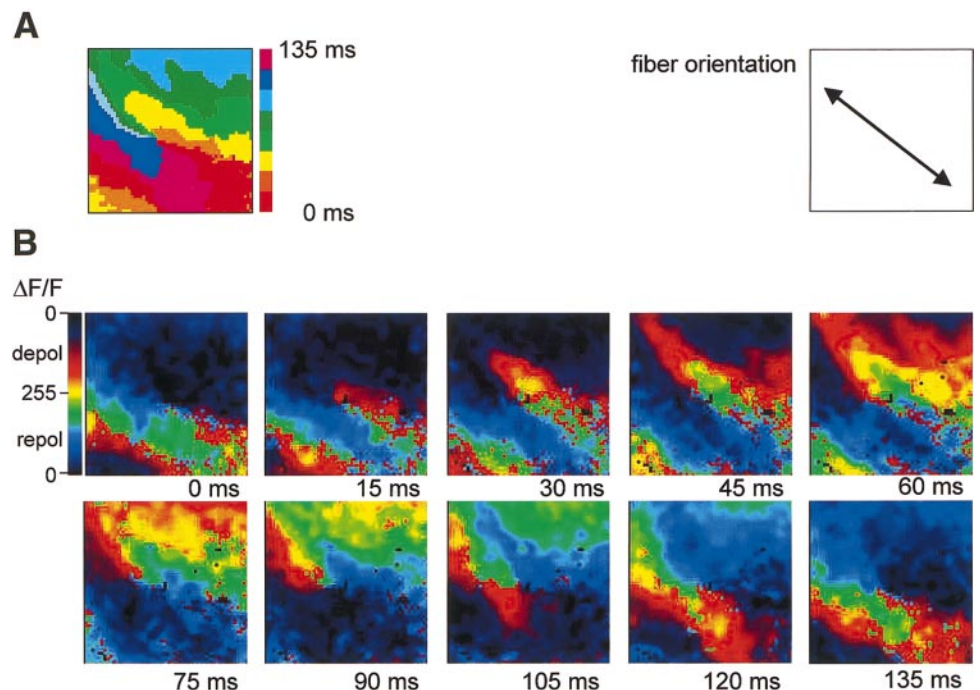 A
135 ms
0 ms
fiber orientation
B
ΔF/F
0
depol
255
repol
0
0 ms
15 ms
30 ms
45 ms
60 ms
75 ms
90 ms
105 ms
120 ms
135 ms